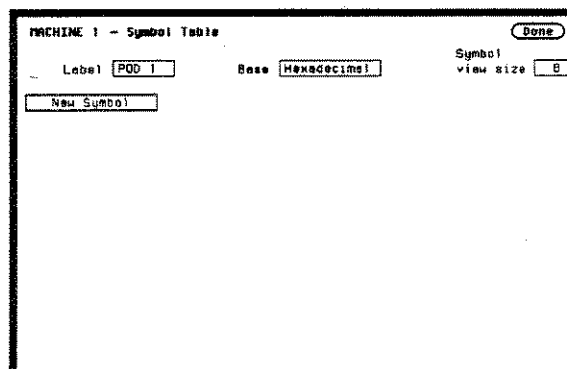 MACHINE 1 - Symbol Table
Done
Label POD 1
Base Hexadecimal
Symbol
view size 8
New Symbol